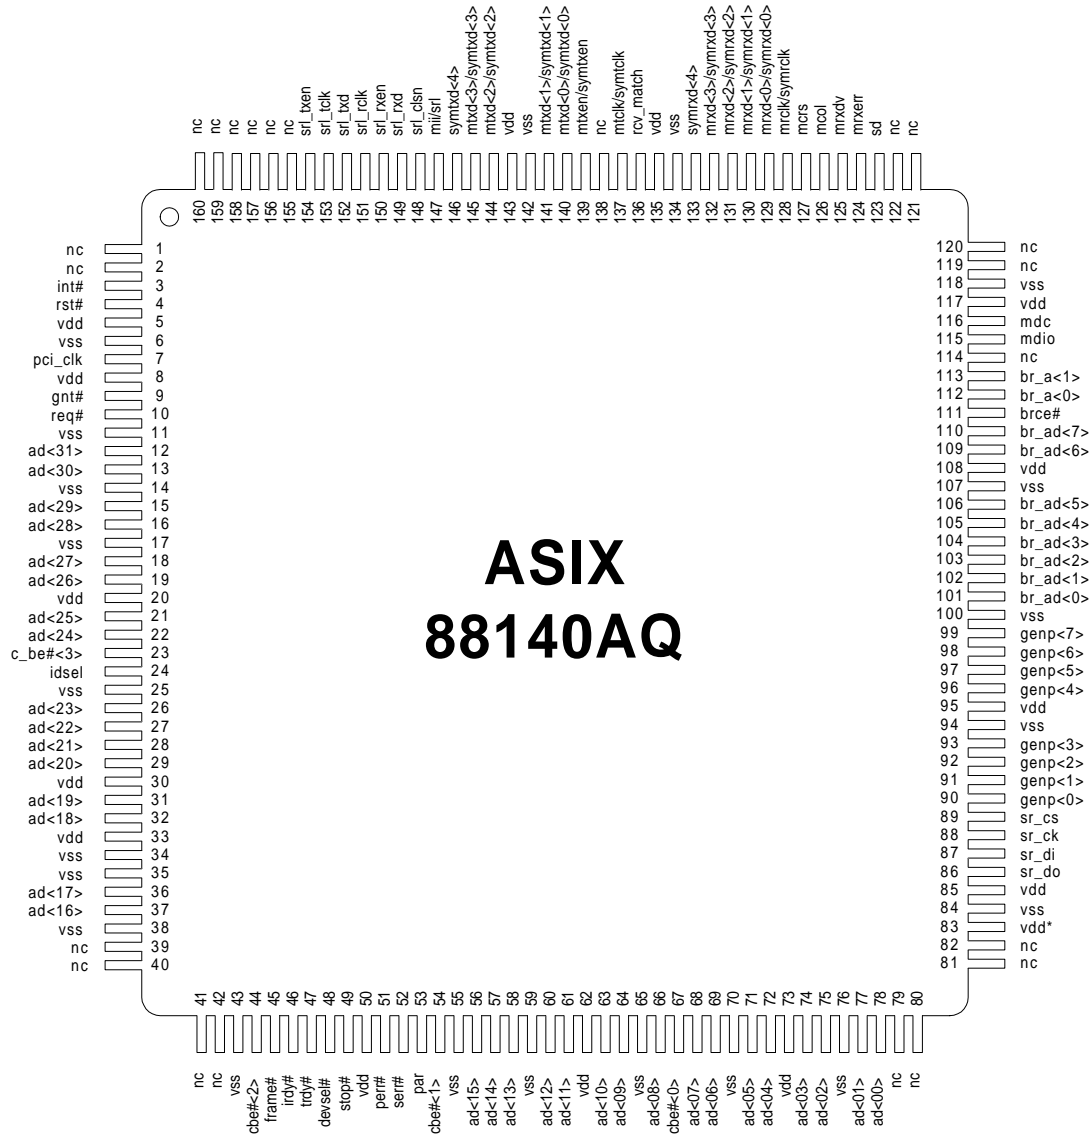 nc
nc
nc
nc
nc
nc
srl_txen
srl_tclk
srl_txd
srl_rclk
srl_rxen
srl_rxd
srl_clsn
mii/srl
symtxd<4>
mtxd<3>/symtxd<3>
mtxd<2>/symtxd<2>
vdd
vss
mtxd<1>/symtxd<1>
mtxd<0>/symtxd<0>
mtxen/symtxen
nc
mtclk/symtclk
rcv_match
vdd
vss
symrxd<4>
mrxd<3>/symrxd<3>
mrxd<2>/symrxd<2>
mrxd<1>/symrxd<1>
mrxd<0>/symrxd<0>
mrclk/symrclk
mcrs
mcol
mrxdv
mrxerr
sd
nc
nc
160
159
158
157
156
155
154
153
152
151
150
149
148
147
146
145
144
143
142
141
140
139
138
137
136
135
134
133
132
131
130
129
128
127
126
125
124
123
122
121
nc 1
nc 2
int# 3
rst# 4
vdd 5
vss 6
pci_clk 7
vdd 8
gnt# 9
req# 10
vss 11
ad<31> 12
ad<30> 13
vss 14
ad<29> 15
ad<28> 16
vss 17
ad<27> 18
ad<26> 19
vdd 20
ad<25> 21
ad<24> 22
c_be#<3> 23
idsel 24
vss 25
ad<23> 26
ad<22> 27
ad<21> 28
ad<20> 29
vdd 30
ad<19> 31
ad<18> 32
vdd 33
vss 34
vss 35
ad<17> 36
ad<16> 37
vss 38
nc 39
nc 40
ASIX
88140AQ
120 nc
119 nc
118 vss
117 vdd
116 mdc
115 mdio
114 nc
113 br_a<1>
112 br_a<0>
111 brce#
110 br_ad<7>
109 br_ad<6>
108 vdd
107 vss
106 br_ad<5>
105 br_ad<4>
104 br_ad<3>
103 br_ad<2>
102 br_ad<1>
101 br_ad<0>
100 vss
99 genp<7>
98 genp<6>
97 genp<5>
96 genp<4>
95 vdd
94 vss
93 genp<3>
92 genp<2>
91 genp<1>
90 genp<0>
89 sr_cs
88 sr_ck
87 sr_di
86 sr_do
85 vdd
84 vss
83 vdd*
82 nc
81 nc
41
42
43
44
45
46
47
48
49
50
51
52
53
54
55
56
57
58
59
60
61
62
63
64
65
66
67
68
69
70
71
72
73
74
75
76
77
78
79
80
nc
nc
vss
cbe#<2>
frame#
irdy#
trdy#
devsel#
stop#
vdd
perr#
serr#
par
cbe#<1>
vss
ad<15>
ad<14>
ad<13>
vss
ad<12>
ad<11>
vdd
ad<10>
ad<09>
vss
ad<08>
cbe#<0>
ad<07>
ad<06>
vss
ad<05>
ad<04>
vdd
ad<03>
ad<02>
vss
ad<01>
ad<00>
nc
nc